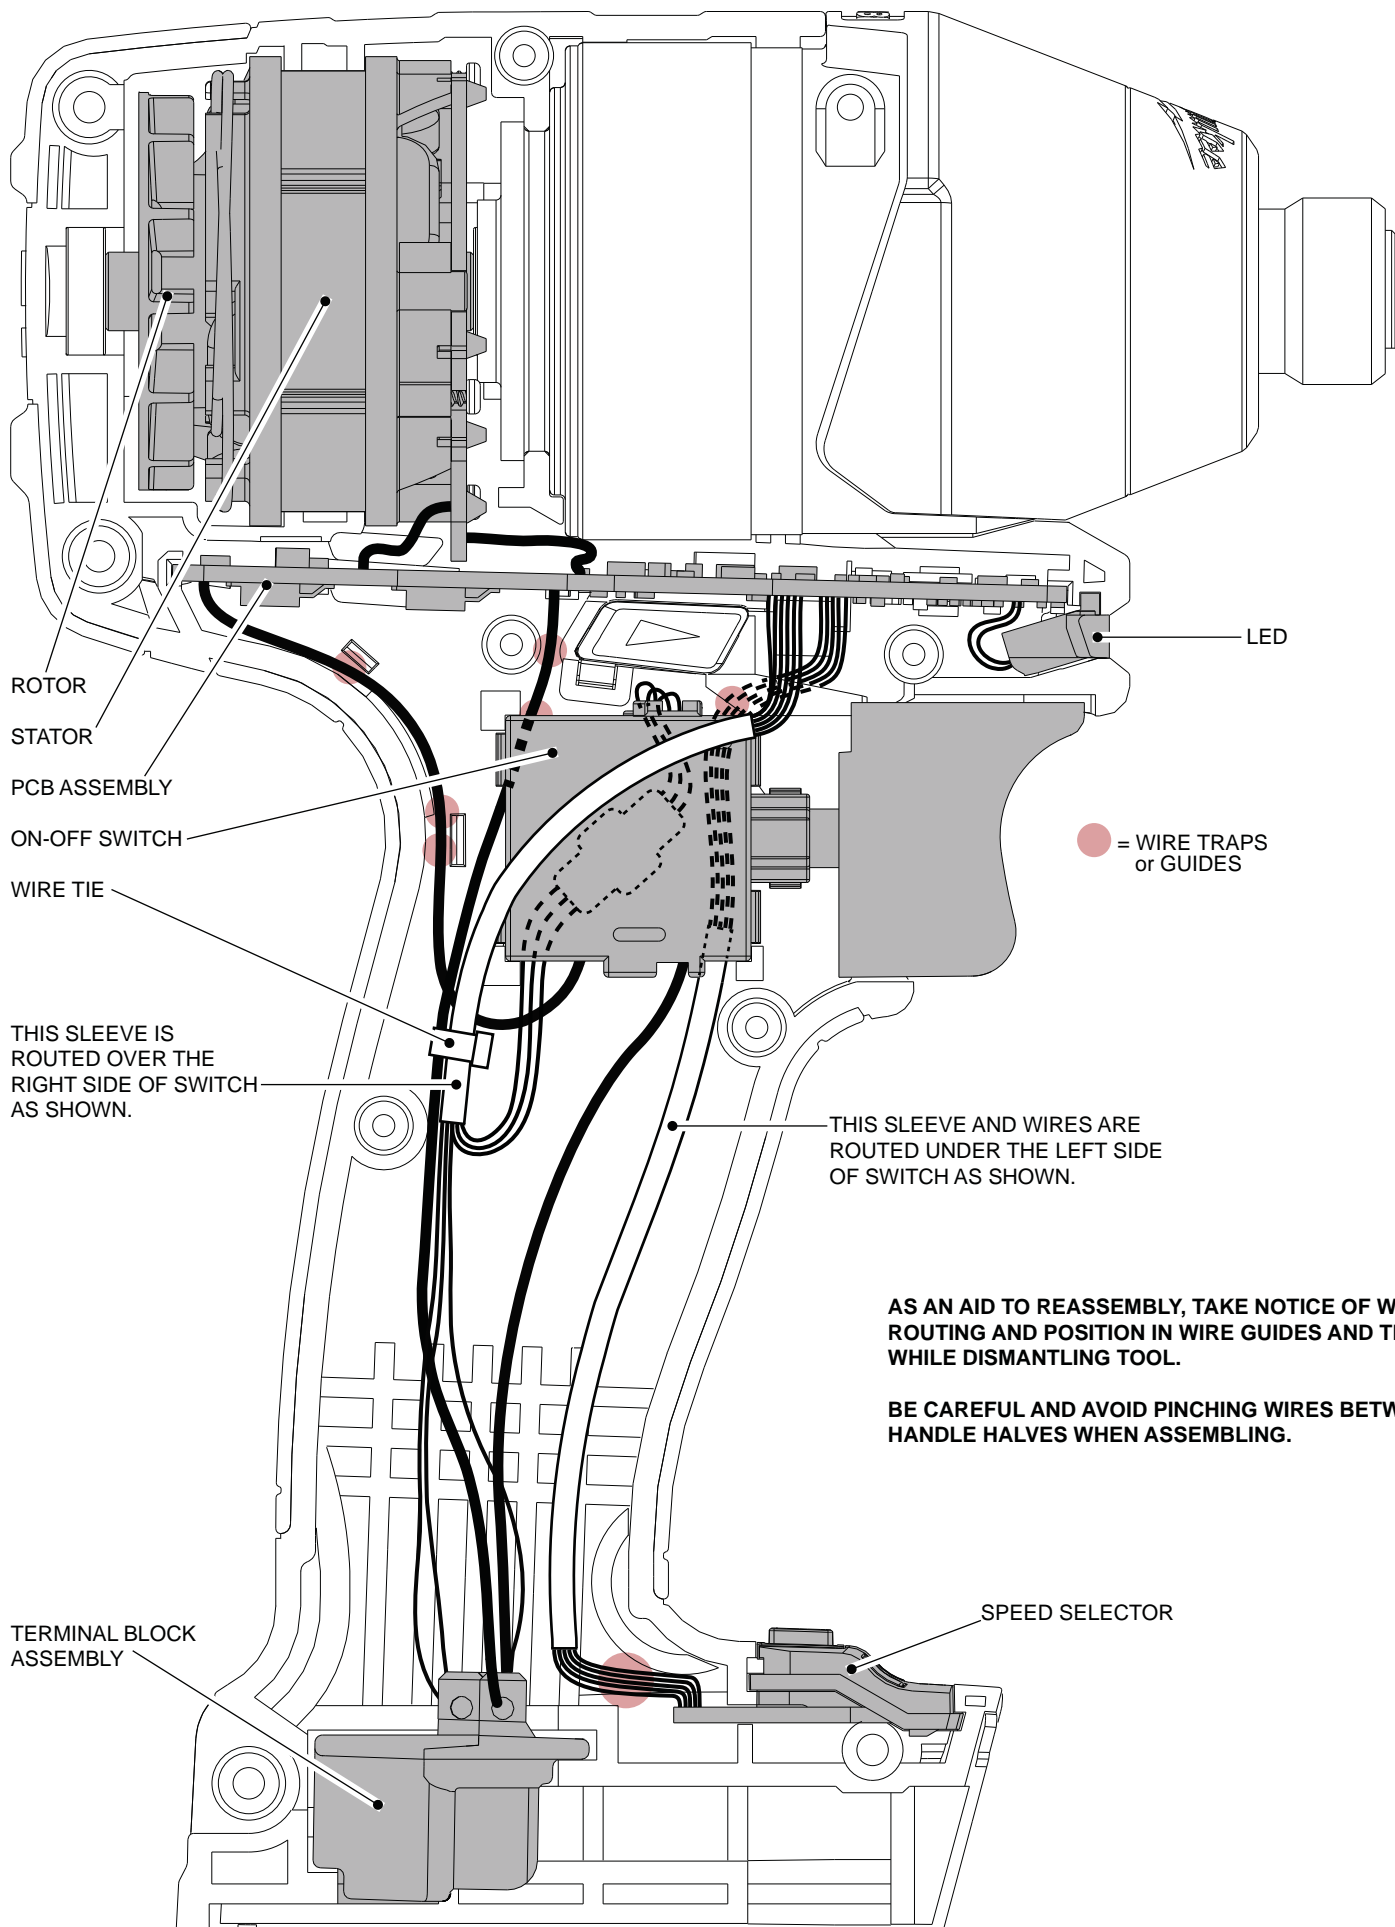 ROTOR
STATOR
PCB ASSEMBLY
ON-OFF SWITCH
WIRE TIE
THIS SLEEVE IS
ROUTED OVER THE
RIGHT SIDE OF SWITCH
AS SHOWN.
TERMINAL BLOCK
ASSEMBLY
LED
= WIRE TRAPS
or GUIDES
THIS SLEEVE AND WIRES ARE
ROUTED UNDER THE LEFT SIDE
OF SWITCH AS SHOWN.
AS AN AID TO REASSEMBLY, TAKE NOTICE OF
ROUTING AND POSITION IN WIRE GUIDES AND
WHILE DISMANTLING TOOL.
BE CAREFUL AND AVOID PINCHING WIRES
HANDLE HALVES WHEN ASSEMBLING.
SPEED SELECTOR